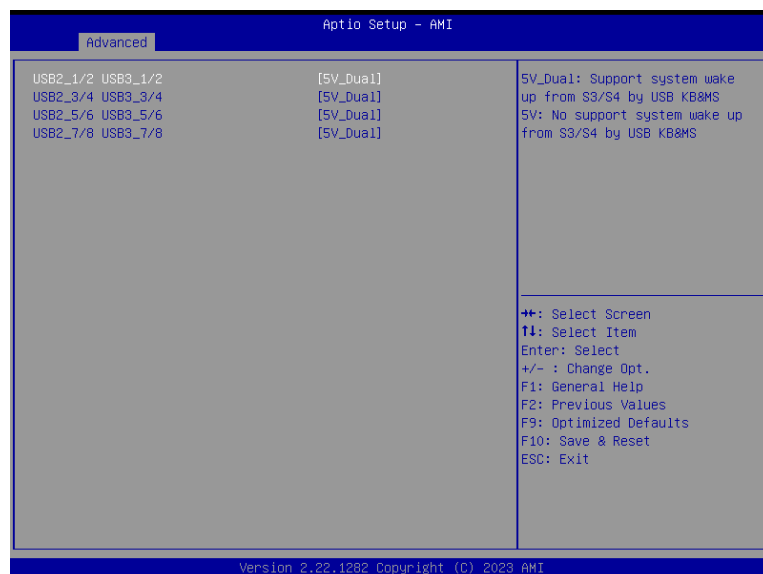 Aptio Setup - AMI
Advanced
USB2_1/2 USB3_1/2 [5V_Dual]
USB2_3/4 USB3_3/4 [5V_Dual]
USB2_5/6 USB3_5/6 [5V_Dual]
USB2_7/8 USB3_7/8 [5V_Dual]
5V_Dual: Support system wake
up from S3/S4 by USB KB&MS
5V: No support system wake up
from S3/S4 by USB KB&MS
→←: Select Screen
↑↓: Select Item
Enter: Select
+/- : Change Opt.
F1: General Help
F2: Previous Values
F9: Optimized Defaults
F10: Save & Reset
ESC: Exit
Version 2.22.1282 Copyright (C) 2023 AMI